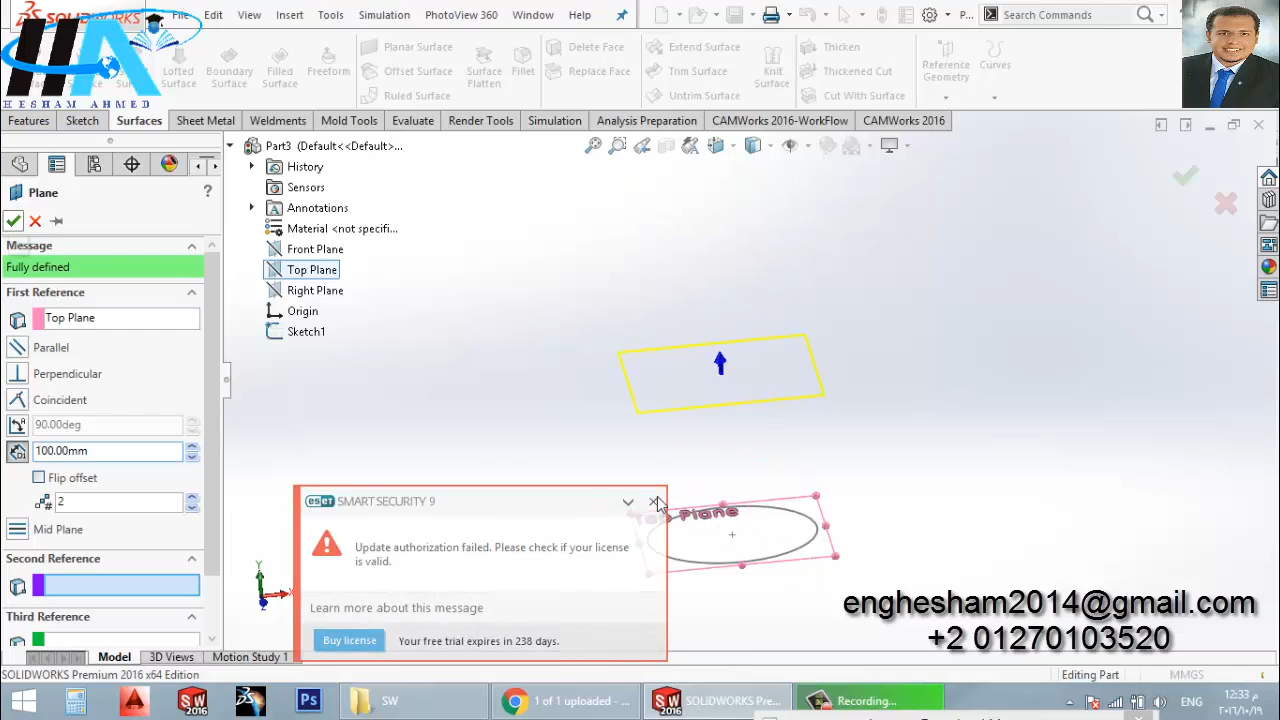 SOLIDWORKS
File
Edit
View
Insert
Tools
Simulation
PhotoView 360
Window
Help
P...
Search Commands
HESHAM AHMED
Lofted
Surface
Boundary
Surface
Filled
Surface
Freeform
Planar Surface
Offset Surface
Ruled Surface
Surface
Flatten
Fillet
Delete Face
Replace Face
Extend Surface
Trim Surface
Untrim Surface
Knit
Surface
Thicken
Thickened Cut
Cut With Surface
Reference
Geometry
Curves
Features
Sketch
Surfaces
Sheet Metal
Weldments
Mold Tools
Evaluate
Render Tools
Simulation
Analysis Preparation
CAMWorks 2016-WorkFlow
CAMWorks 2016
Plane
?
Message
Fully defined
First Reference
Top Plane
Parallel
Perpendicular
Coincident
90.00deg
100.00mm
Flip offset
2
Mid Plane
Second Reference
Third Reference
Part3 (Default<<Default>...
History
Sensors
Annotations
Material <not specifi...
Front Plane
Top Plane
Right Plane
Origin
Sketch1
Top Plane
eset SMART SECURITY 9
Update authorization failed. Please check if your license
is valid.
Learn more about this message
Buy license
Your free trial expires in 238 days.
enghesham2014@gmail.com
+2 01270103520
Model
3D Views
Motion Study 1
SOLIDWORKS Premium 2016 x64 Edition
Editing Part
MMGS
SW
2016
Ps
SW
1 of 1 uploaded - ...
SW
2016
SOLIDWORKS Pre...
Recording...
ENG
12:33 م
٢٠١٦/١٠/١٩